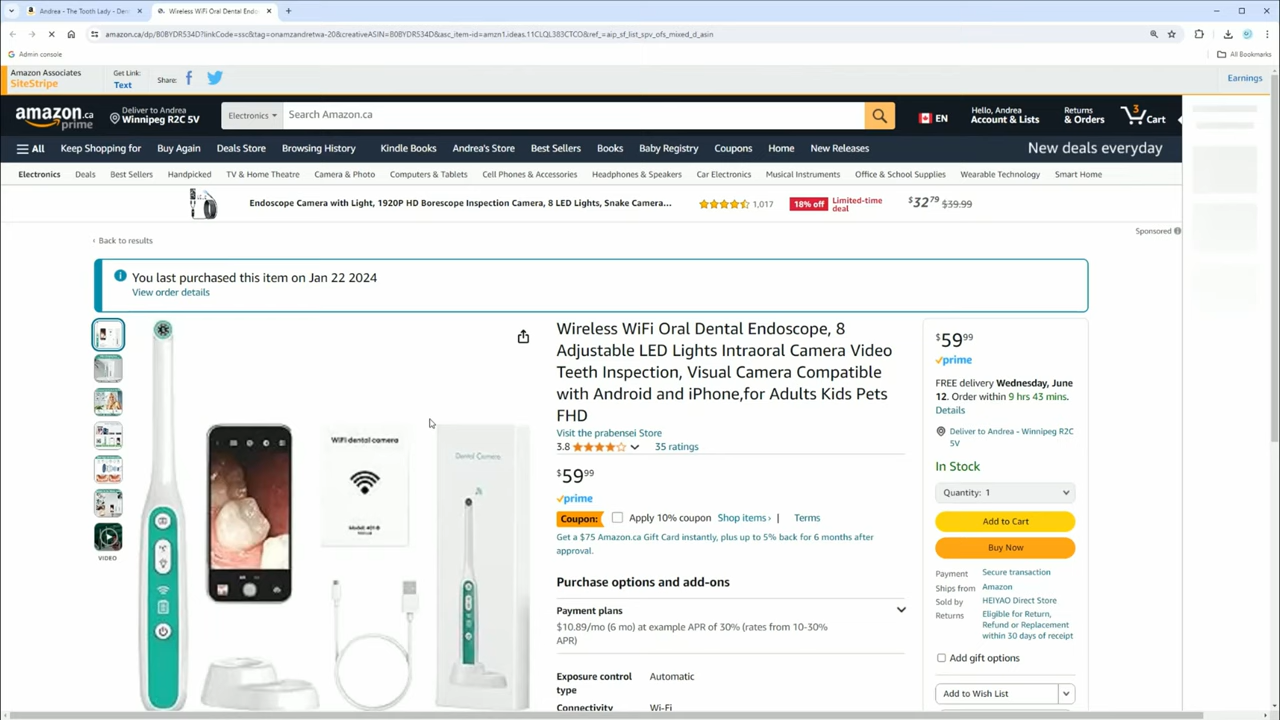 Andrea - The Tooth Lady - Den
Wireless WiFi Oral Dental Endo
amazon.ca/dp/B0BYDR534D?linkCode=ssc&tag=onamzandretwa-20&creativeASIN=B0BYDR534D&asc_item-id=amzn1.ideas.11CLQL383CTCO&ref_=aip_sf_list_spv_ofs_mixed_d_asin
Admin console
All Bookmarks
Amazon Associates
SiteStripe
Get Link:
Text
Share:
Earnings
amazon.ca
prime
Deliver to Andrea
Winnipeg R2C 5V
Electronics
Search Amazon.ca
EN
Hello, Andrea
Account & Lists
Returns
& Orders
3
Cart
All
Keep Shopping for
Buy Again
Deals Store
Browsing History
Kindle Books
Andrea's Store
Best Sellers
Books
Baby Registry
Coupons
Home
New Releases
New deals everyday
Electronics
Deals
Best Sellers
Handpicked
TV & Home Theatre
Camera & Photo
Computers & Tablets
Cell Phones & Accessories
Headphones & Speakers
Car Electronics
Musical Instruments
Office & School Supplies
Wearable Technology
Smart Home
Endoscope Camera with Light, 1920P HD Borescope Inspection Camera, 8 LED Lights, Snake Camera...
1,017
18% off
Limited-time
deal
$32 79 $39.99
Sponsored
‹ Back to results
You last purchased this item on Jan 22 2024
View order details
Wireless WiFi Oral Dental Endoscope, 8
Adjustable LED Lights Intraoral Camera Video
Teeth Inspection, Visual Camera Compatible
with Android and iPhone,for Adults Kids Pets
FHD
Visit the prabensei Store
3.8
35 ratings
$59 99
prime
Coupon:
Apply 10% coupon Shop items › | Terms
Get a $75 Amazon.ca Gift Card instantly, plus up to 5% back for 6 months after
approval.
Purchase options and add-ons
Payment plans
$10.89/mo (6 mo) at example APR of 30% (rates from 10-30%
APR)
Exposure control
type
Automatic
Connectivity
Wi-Fi
WiFi dental camera
Dental Camera
VIDEO
$59 99
prime
FREE delivery Wednesday, June
12. Order within 9 hrs 43 mins.
Details
Deliver to Andrea - Winnipeg R2C
5V
In Stock
Quantity: 1
Add to Cart
Buy Now
Payment
Secure transaction
Ships from
Amazon
Sold by
HEIYAO Direct Store
Returns
Eligible for Return,
Refund or Replacement
within 30 days of receipt
Add gift options
Add to Wish List